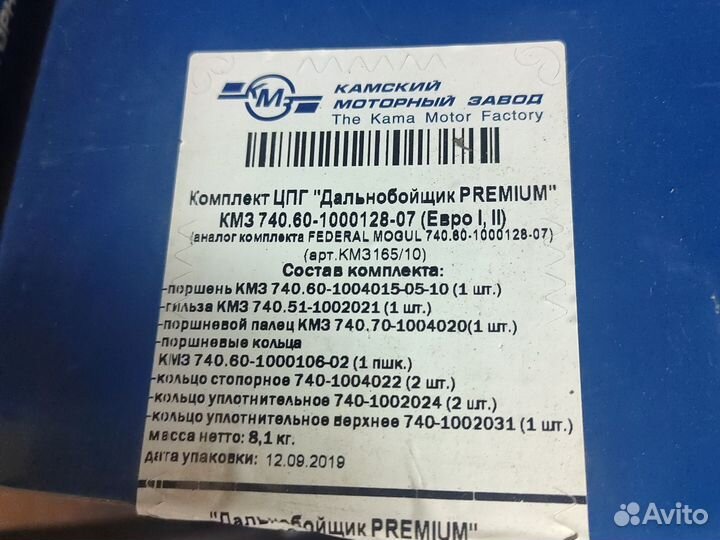 КМЗ
КАМСКИЙ
МОТОРНЫЙ ЗАВОД
The Kama Motor Factory
Комплект ЦПГ "Дальнобойщик PREMIUM"
КМЗ 740.60-1000128-07 (Евро I, II)
(аналог комплекта FEDERAL MOGUL 740.60-1000128-07)
(арт.КМЗ165/10)
Состав комплекта:
-поршень КМЗ 740.60-1004015-05-10 (1 шт.)
-гильза КМЗ 740.51-1002021 (1 шт.)
-поршневой палец КМЗ 740.70-1004020(1 шт.)
-поршневые кольца
КМЗ 740.60-1000106-02 (1 пшк.)
-кольцо стопорное 740-1004022 (2 шт.)
-кольцо уплотнительное 740-1002024 (2 шт.)
-кольцо уплотнительное верхнее 740-1002031 (1 шт.)
масса нетто: 8,1 кг.
дата упаковки: 12.09.2019
"Дальнобойщик PREMIUM"
Avito